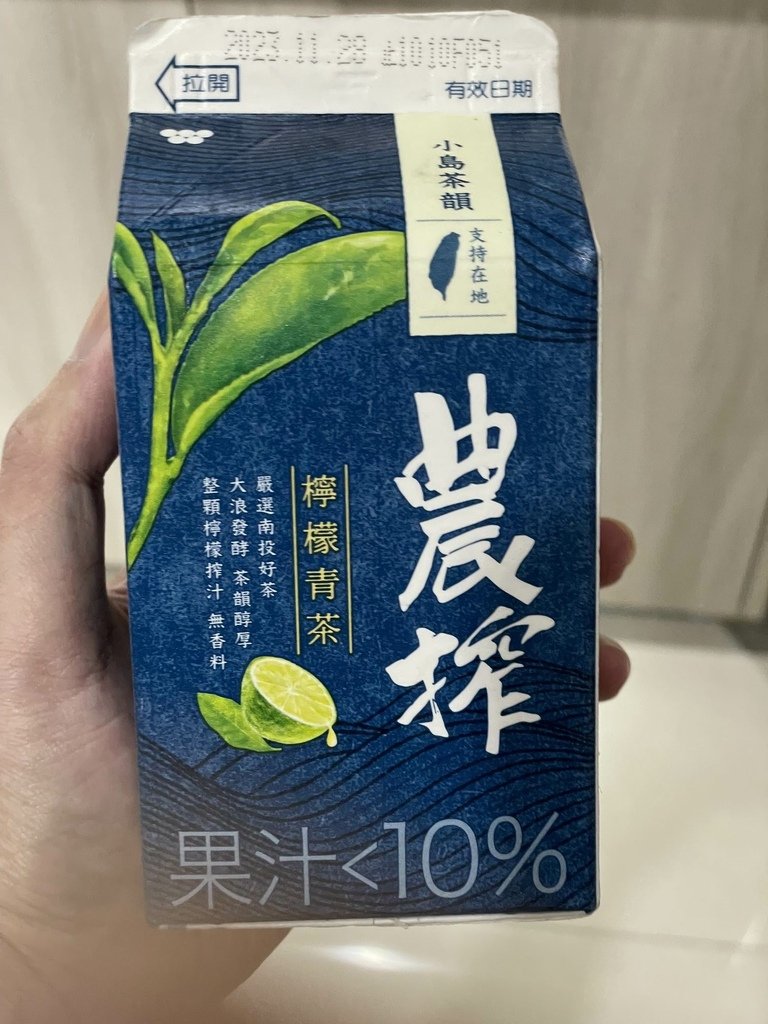 2023.11.28 A1010F051
拉開
有效日期
小島茶韻
支持在地
農搾
檸檬青茶
嚴選南投好茶
大浪發酵 茶韻醇厚
整顆檸檬搾汁 無香料
果汁<10%